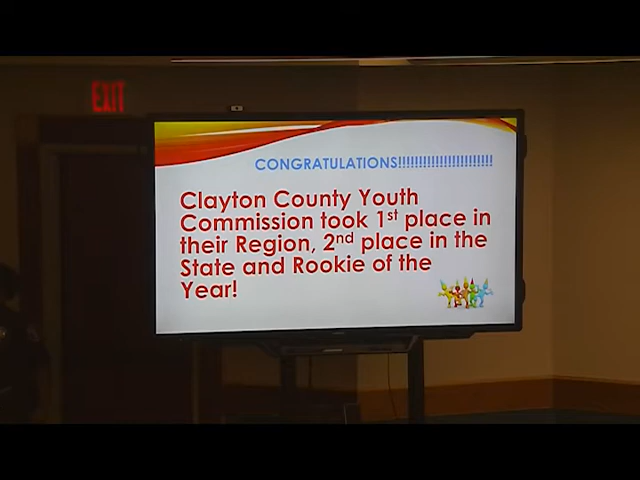 EXIT
CONGRATULATIONS!!!!!!!!!!!!!!!!!!!!!!!
Clayton County Youth
Commission took 1st place in
their Region, 2nd place in the
State and Rookie of the
Year!